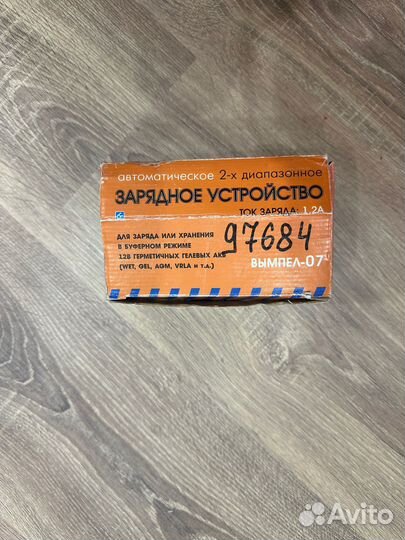 автоматическое 2-х диапазонное
ЗАРЯДНОЕ УСТРОЙСТВО
ТОК ЗАРЯДА: 1,2А
ДЛЯ ЗАРЯДА ИЛИ ХРАНЕНИЯ
В БУФЕРНОМ РЕЖИМЕ
12В ГЕРМЕТИЧНЫХ ГЕЛЕВЫХ АКБ
(WET, GEL, AGM, VRLA и т.д.)
97684
ВЫМПЕЛ-07
Avito